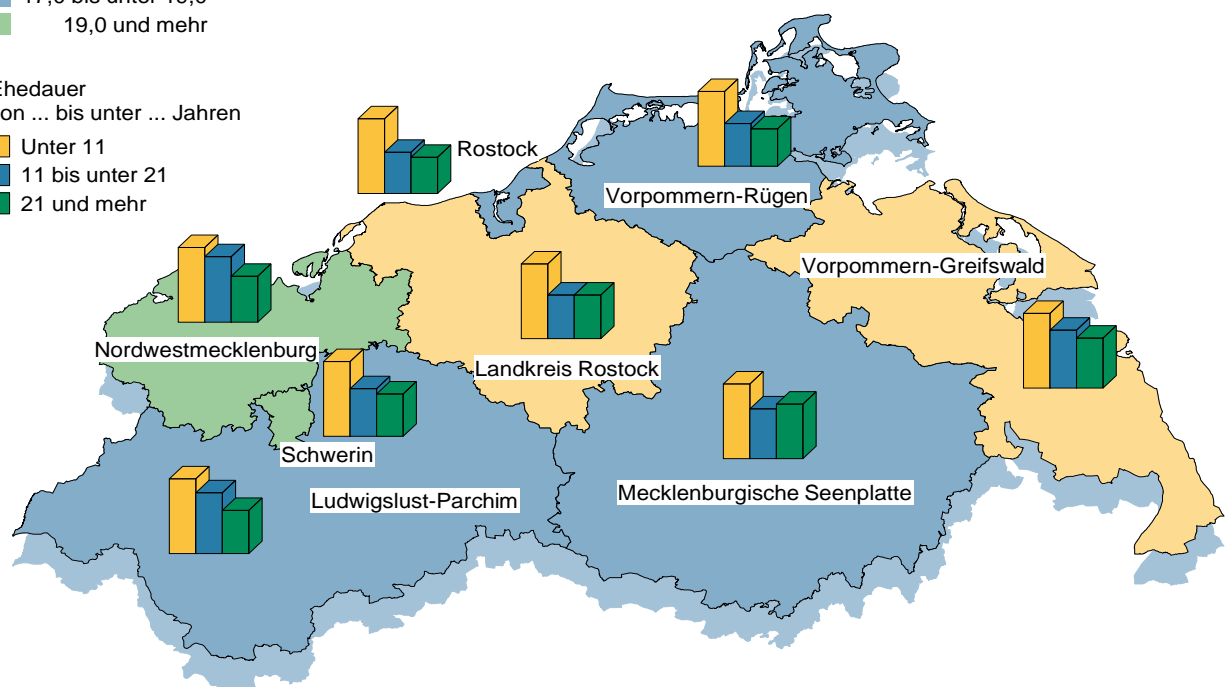 19,0 und mehr
Ehedauer
... bis unter ... Jahren
Unter 11
11 bis unter 21
21 und mehr
Rostock
Vorpommern-Rügen
Vorpommern-Greifswald
Nordwestmecklenburg
Landkreis Rostock
Schwerin
Mecklenburgische Seenplatte
Ludwigslust-Parchim